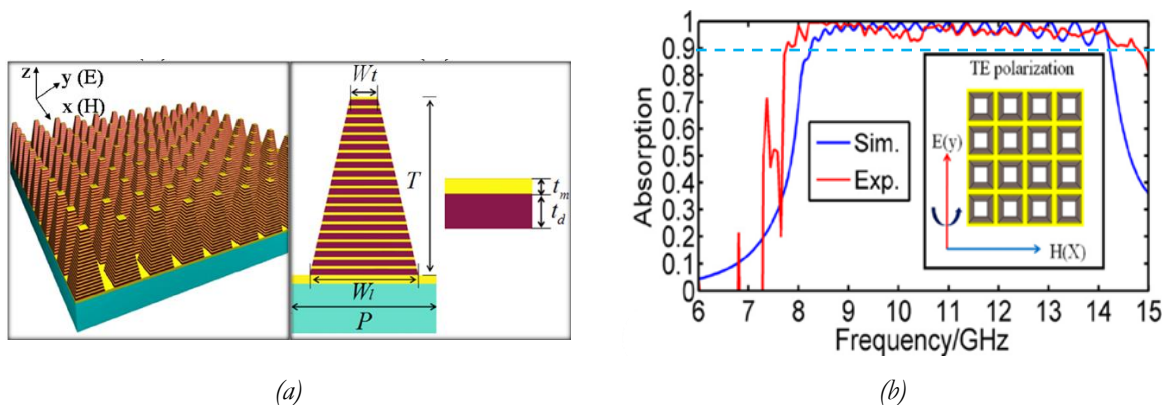 z
y (E)
x (H)
Wt
T
tm
td
Wl
P
(a)
(b)
Absorption
1
0.9
0.8
0.7
0.6
0.5
0.4
0.3
0.2
0.1
0
TE polarization
E(y)
H(X)
Sim.
Exp.
6 7 8 9 10 11 12 13 14 15
Frequency/GHz
(b)